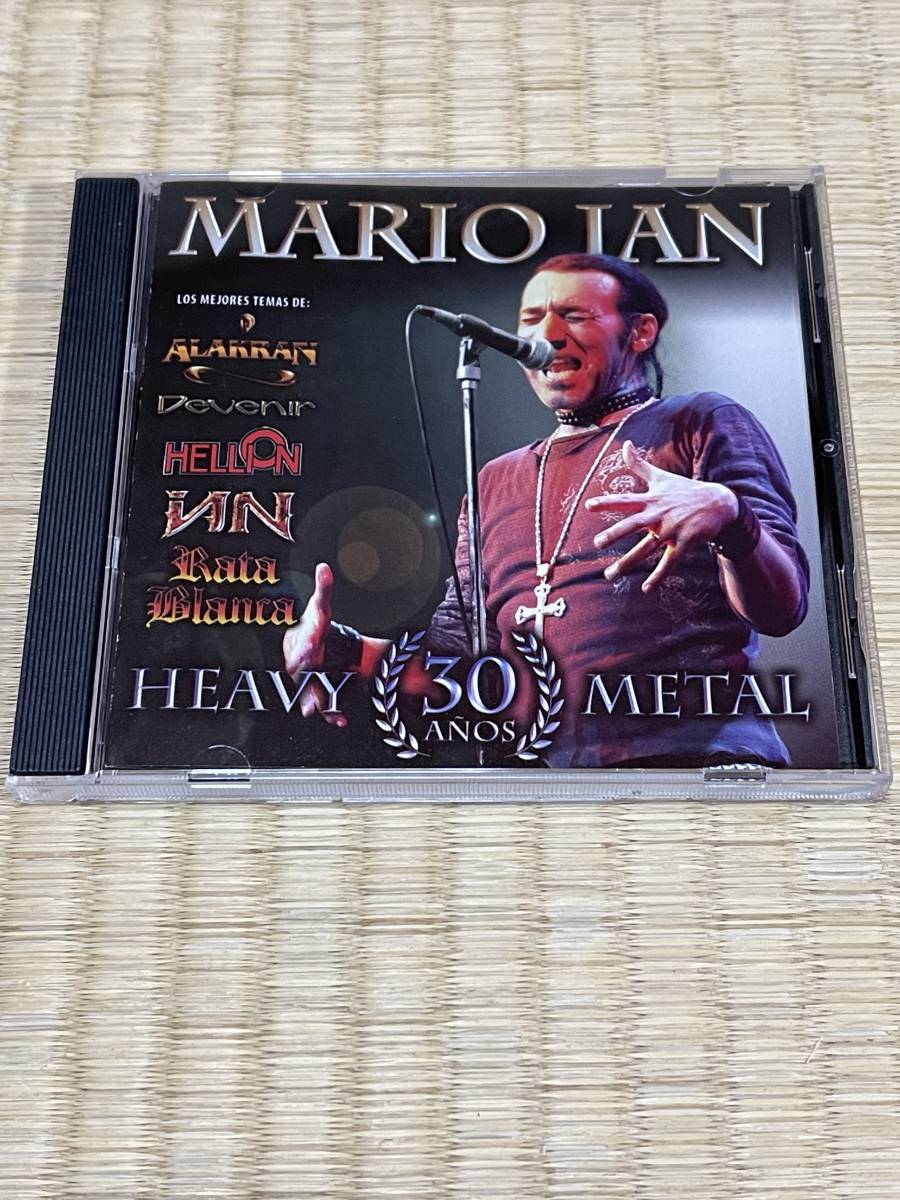 MARIO IAN
LOS MEJORES TEMAS DE:
ALAKRAN
Devenir
HELLION
IAN
Rata
Blanca
HEAVY 30 METAL
AÑOS